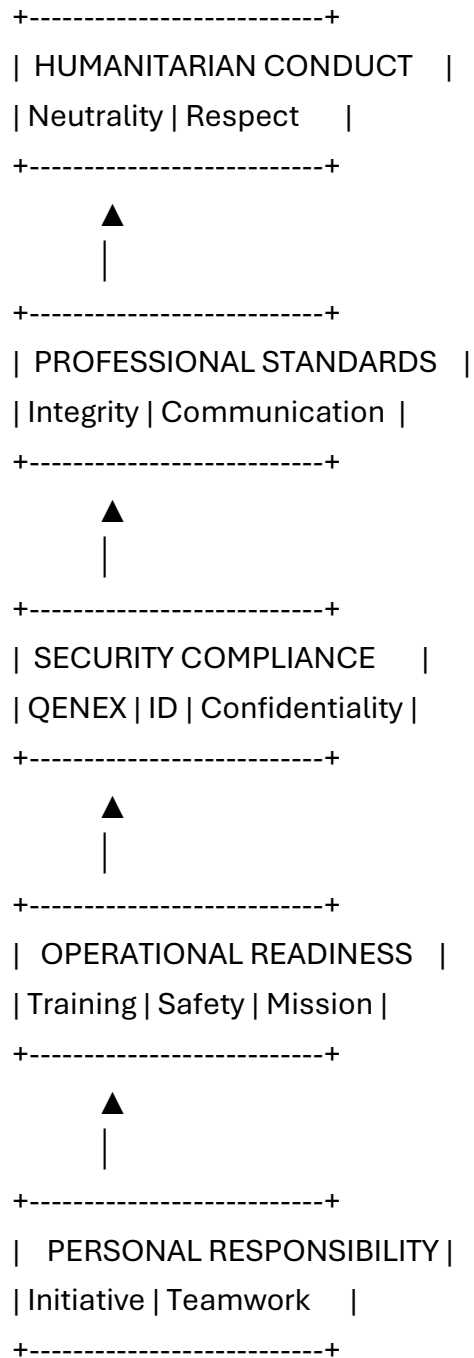 +---------------------------+
| HUMANITARIAN CONDUCT |
| Neutrality | Respect |
+---------------------------+
▲
│
+---------------------------+
| PROFESSIONAL STANDARDS |
| Integrity | Communication |
+---------------------------+
▲
│
+---------------------------+
| SECURITY COMPLIANCE |
| QENEX | ID | Confidentiality |
+---------------------------+
▲
│
+---------------------------+
| OPERATIONAL READINESS |
| Training | Safety | Mission |
+---------------------------+
▲
│
+---------------------------+
| PERSONAL RESPONSIBILITY |
| Initiative | Teamwork |
+---------------------------+